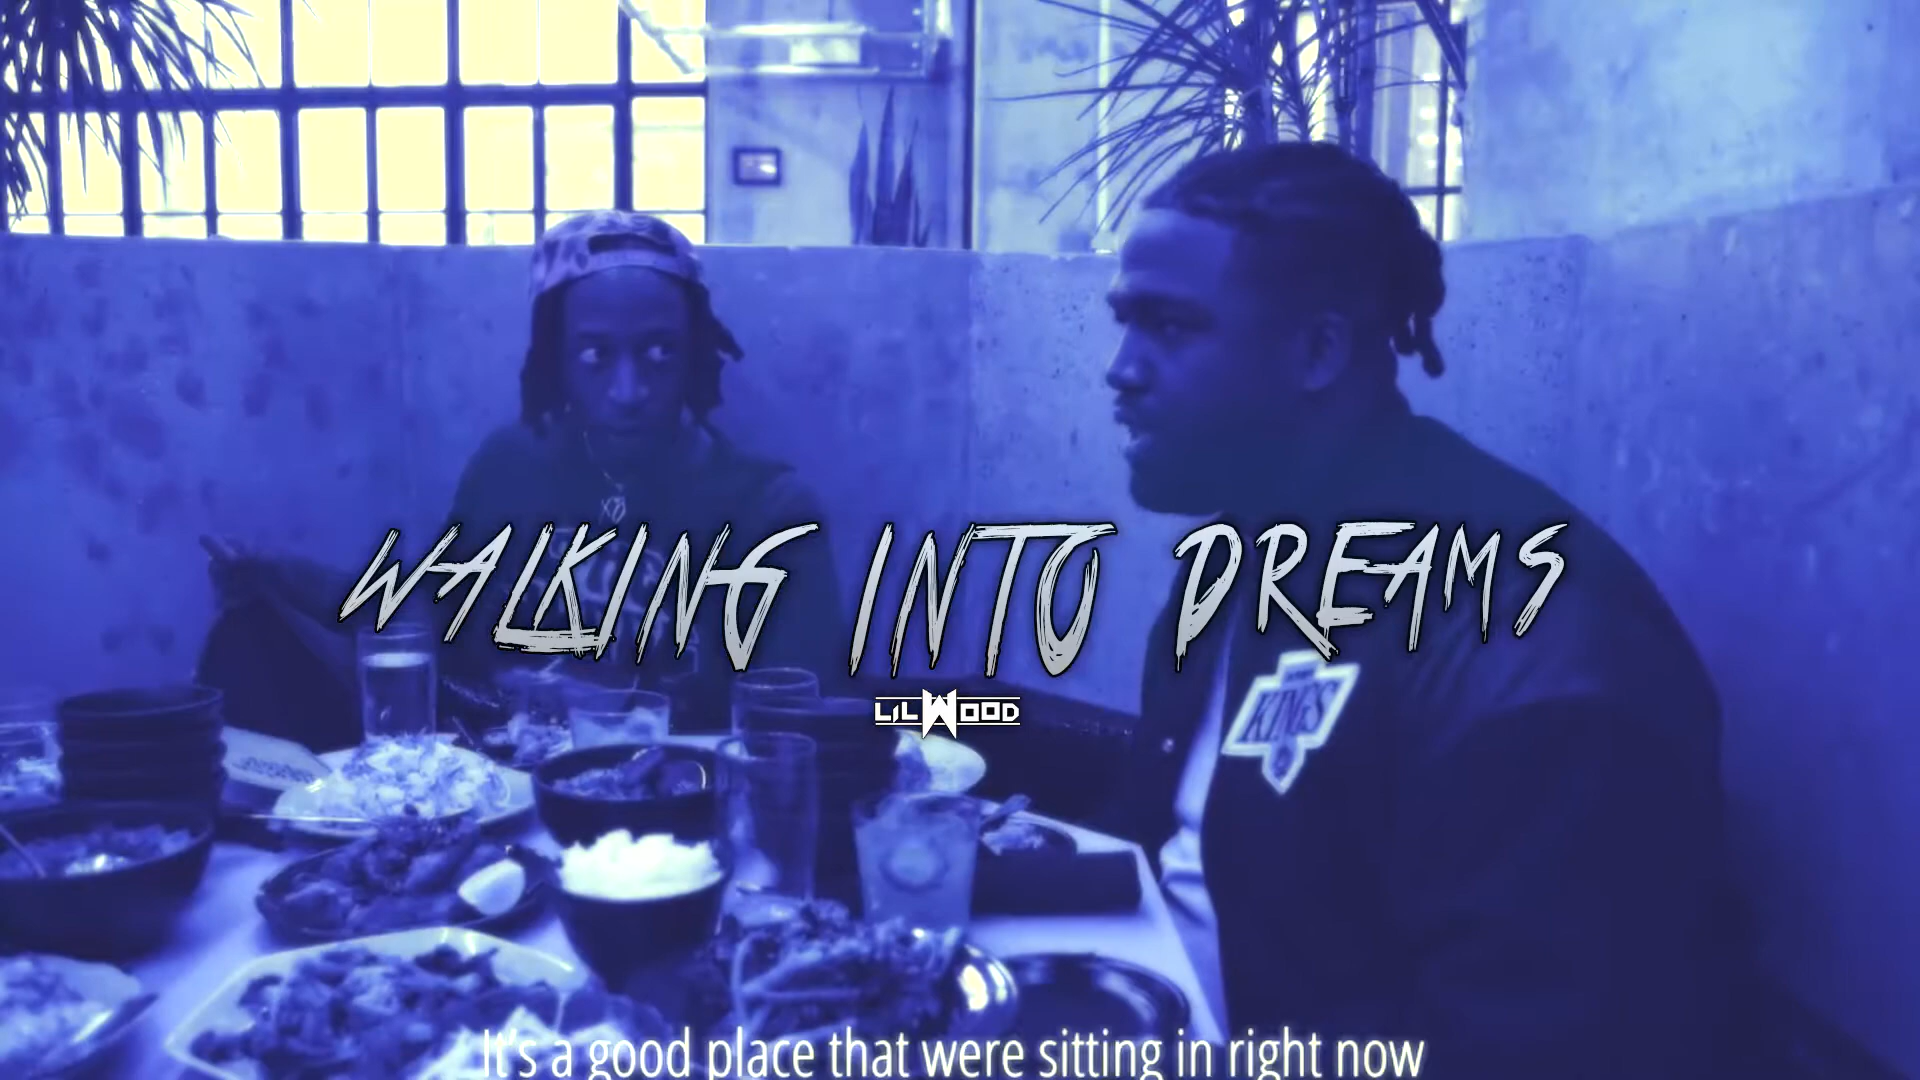 WALKING INTO DREAMS
KINGS
LILWOOD
It's a good place that were sitting in right now